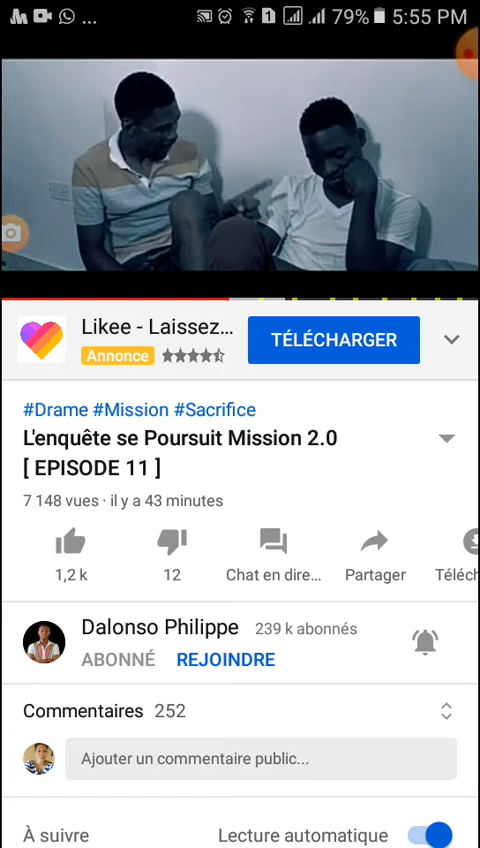 ... 1 79% 5:55 PM
Likee - Laissez...
Annonce
TÉLÉCHARGER
#Drame #Mission #Sacrifice
L'enquête se Poursuit Mission 2.0
[ EPISODE 11 ]
7 148 vues · il y a 43 minutes
1,2 k
12
Chat en dire...
Partager
Téléch
Dalonso Philippe 239 k abonnés
ABONNÉ REJOINDRE
Commentaires 252
Ajouter un commentaire public...
À suivre
Lecture automatique